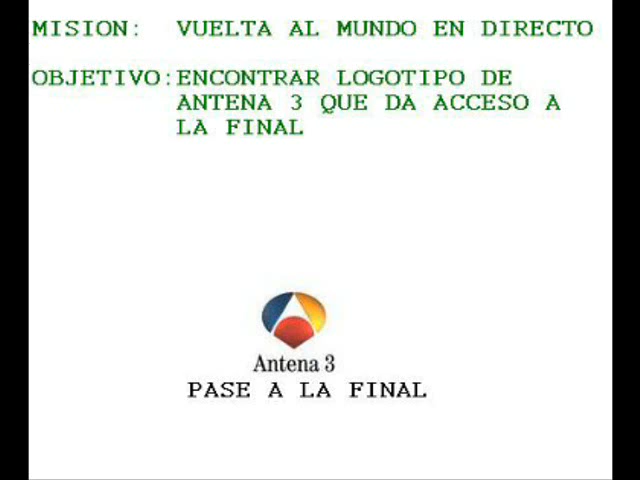 MISION: VUELTA AL MUNDO EN DIRECTO
OBJETIVO: ENCONTRAR LOGOTIPO DE
ANTENA 3 QUE DA ACCESO A
LA FINAL
Antena 3
PASE A LA FINAL